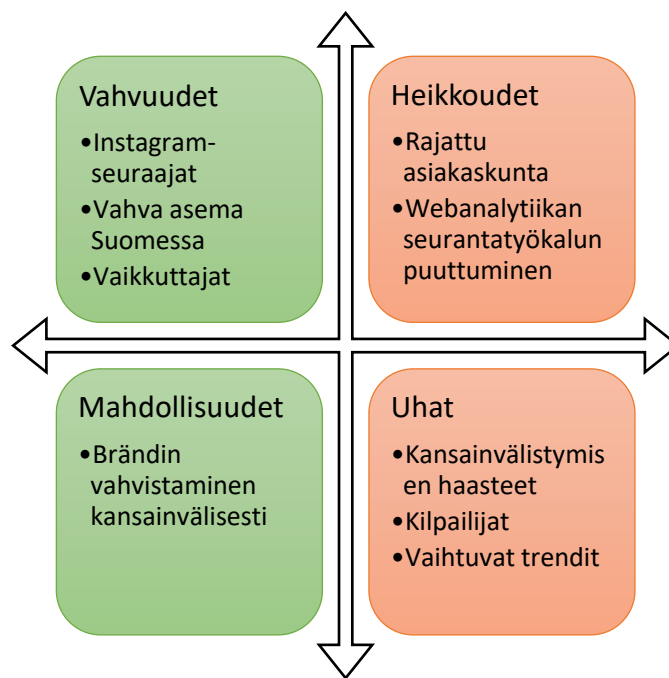 Vahvuudet
•Instagram-
seuraajat
•Vahva asema
Suomessa
•Vaikkuttajat
Heikkoudet
•Rajattu
asiakaskunta
•Webanalytiikan
seurantatyökalun
puuttuminen
Mahdollisuudet
•Brändin
vahvistaminen
kansainvälisesti
Uhat
•Kansainvälistymis
en haasteet
•Kilpailijat
•Vaihtuvat trendit